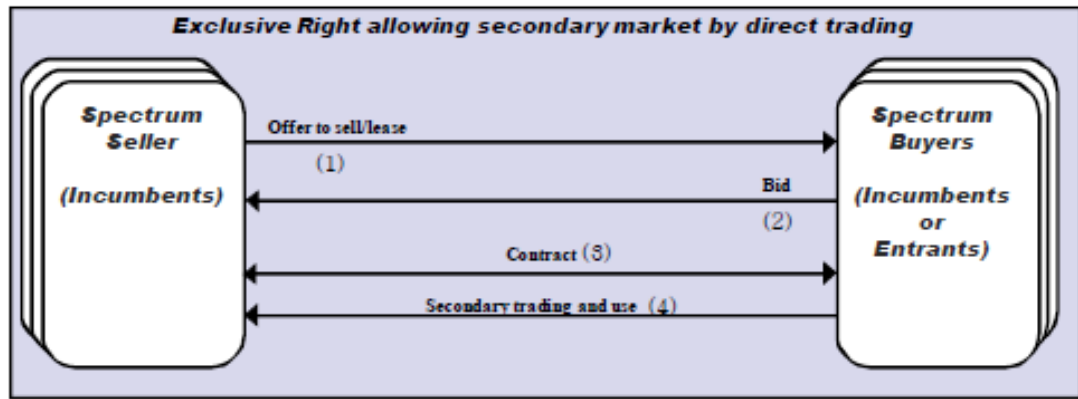 Exclusive Right allowing secondary market by direct trading
Spectrum
Seller
(Incumbents)
Offer to sell/lease
(1)
Bid
(2)
Contract (3)
Secondary trading and use (4)
Spectrum
Buyers
(Incumbents
or
Entrants)